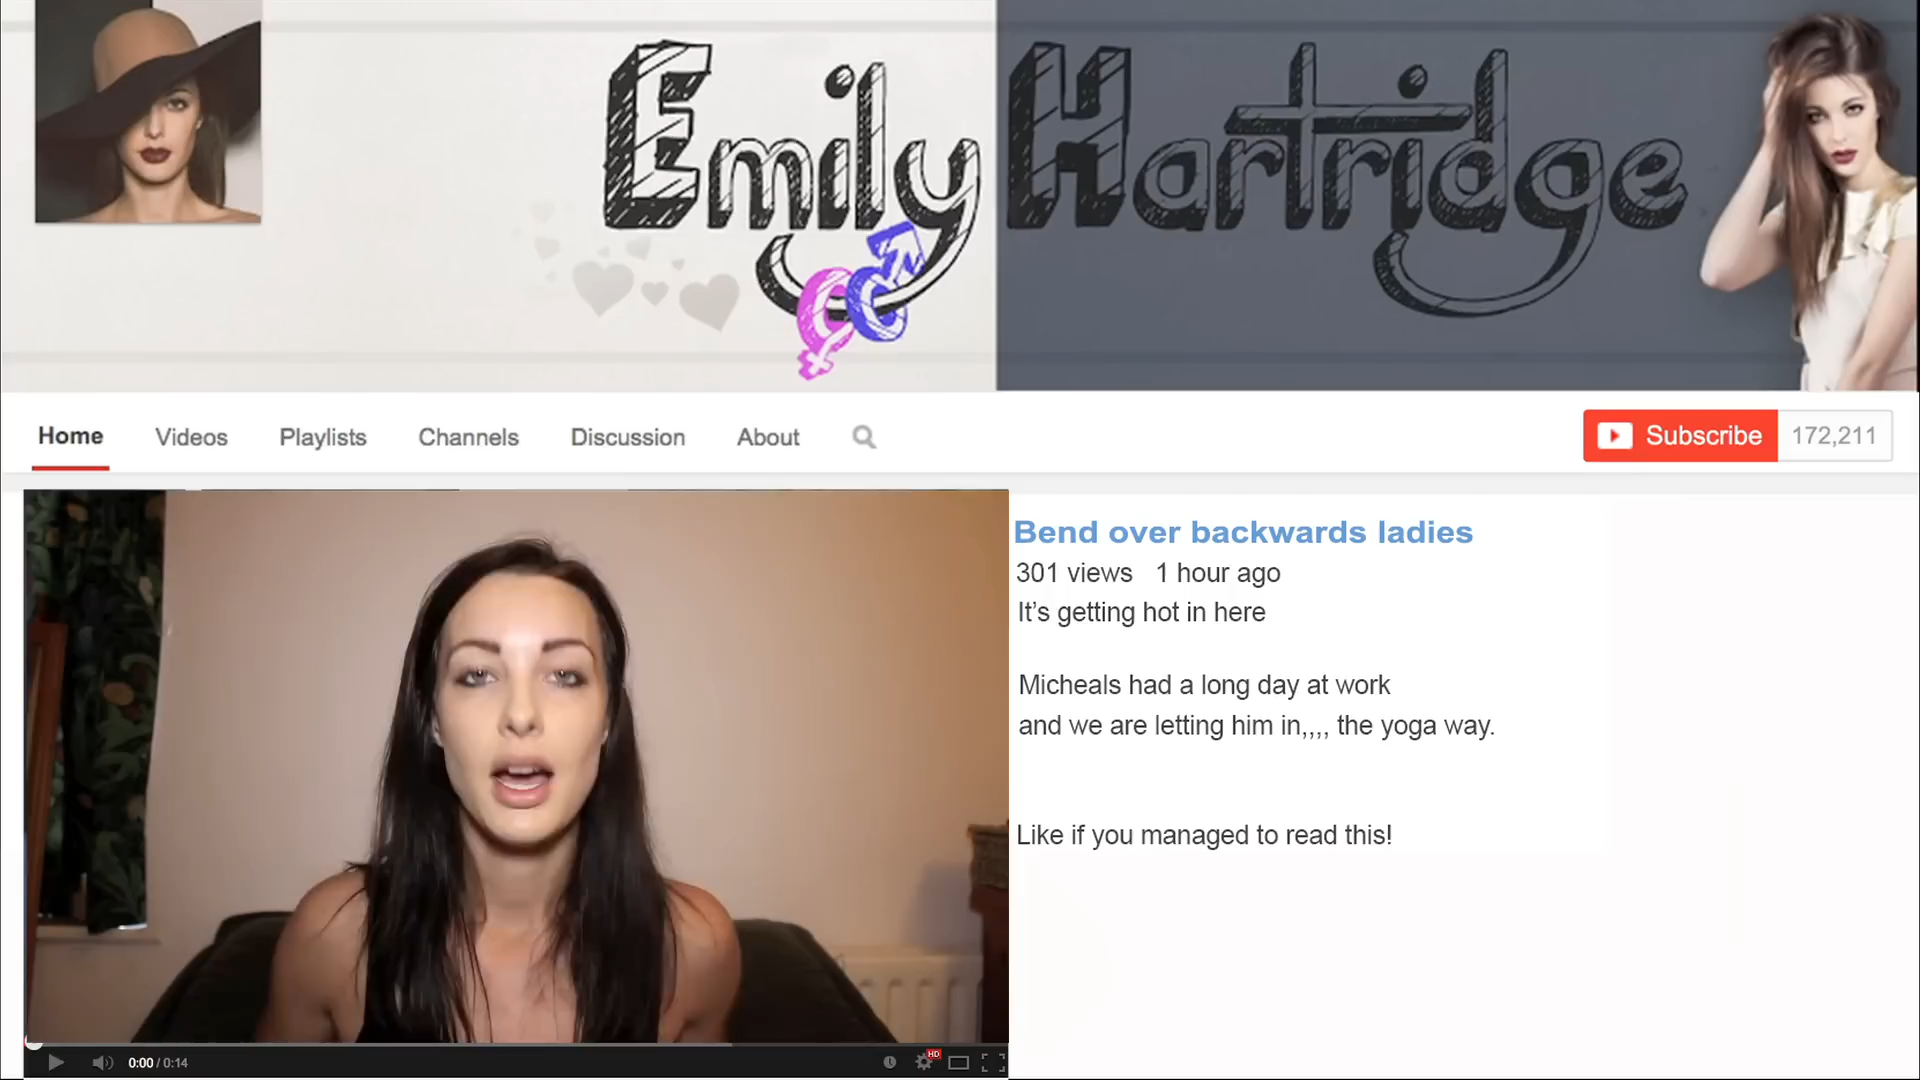 Emily Hartridge
Home Videos Playlists Channels Discussion About
Subscribe 172,211
Bend over backwards ladies
301 views 1 hour ago
It's getting hot in here
Micheals had a long day at work
and we are letting him in,,,, the yoga way.
Like if you managed to read this!
0:00 / 0:14
HD